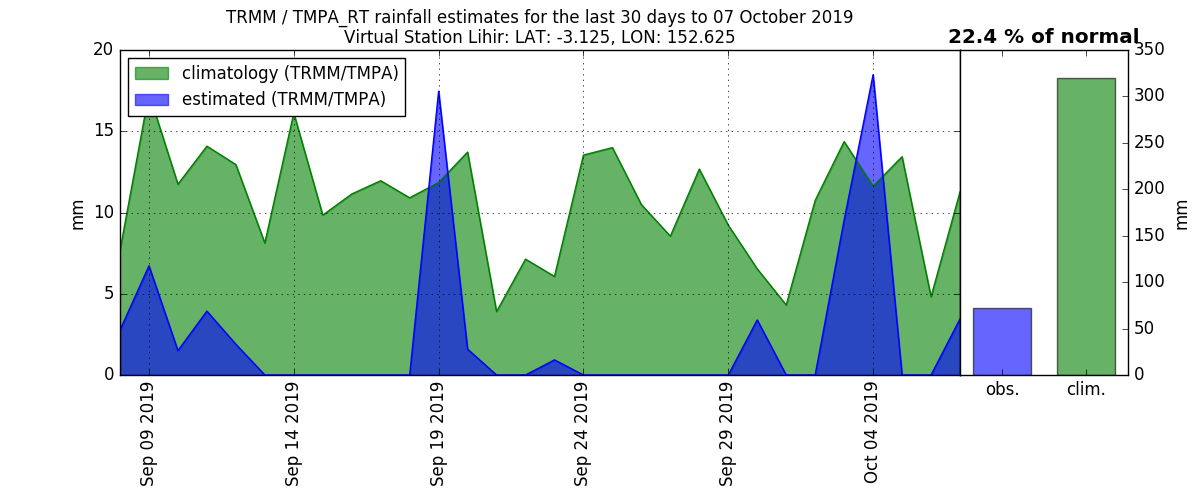 TRMM / TMPA_RT rainfall estimates for the last 30 days to 07 October 2019
Virtual Station Lihir: LAT: -3.125, LON: 152.625
22.4 % of normal
climatology (TRMM/TMPA)
estimated (TRMM/TMPA)
20
15
10
5
0
mm
Sep 09 2019
Sep 14 2019
Sep 19 2019
Sep 24 2019
Sep 29 2019
Oct 04 2019
obs.
clim.
350
300
250
200
150
100
50
0
mm